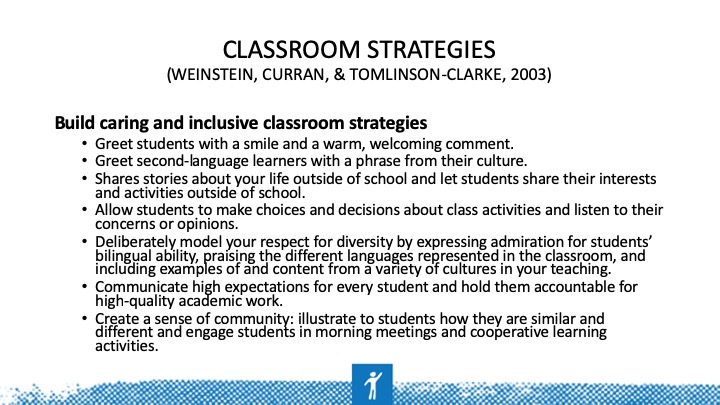 CLASSROOM STRATEGIES
(WEINSTEIN, CURRAN, & TOMLINSON-CLARKE, 2003)
Build caring and inclusive classroom strategies
• Greet students with a smile and a warm, welcoming comment.
• Greet second-language learners with a phrase from their culture.
• Shares stories about your life outside of school and let students share their interests
and activities outside of school.
• Allow students to make choices and decisions about class activities and listen to their
concerns or opinions.
• Deliberately model your respect for diversity by expressing admiration for students’
bilingual ability, praising the different languages represented in the classroom, and
including examples of and content from a variety of cultures in your teaching.
• Communicate high expectations for every student and hold them accountable for
high-quality academic work.
• Create a sense of community: illustrate to students how they are similar and
different and engage students in morning meetings and cooperative learning
activities.